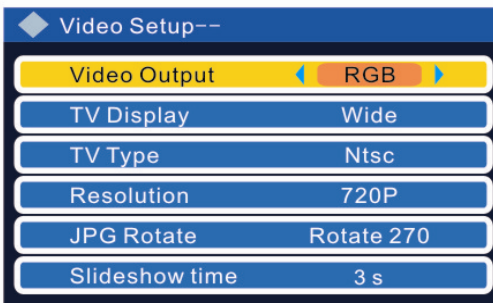 Video Setup--
Video Output RGB
TV Display Wide
TV Type Ntsc
Resolution 720P
JPG Rotate Rotate 270
Slideshow time 3 s